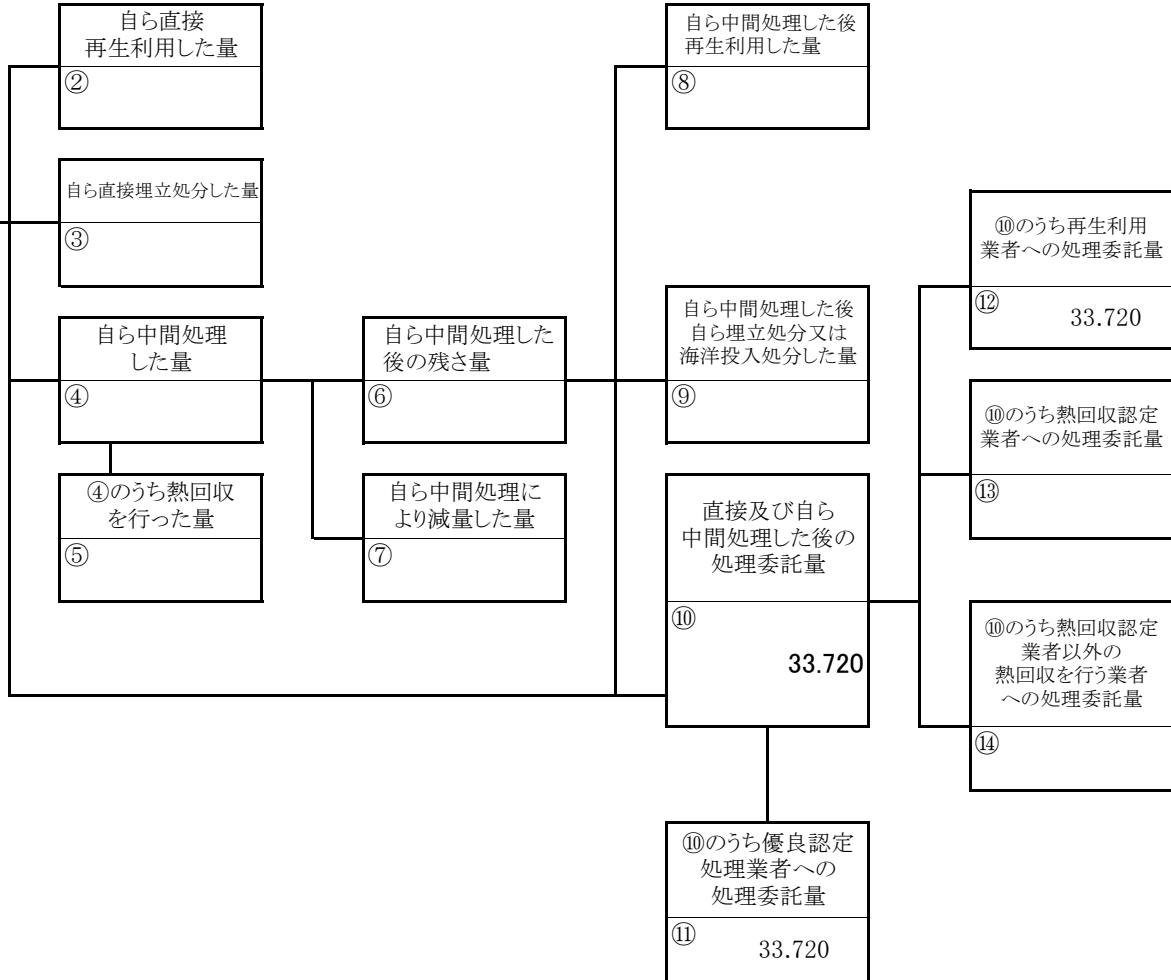 自ら直接
再生利用した量
②
自ら直接埋立処分した量
③
自ら中間処理
した量
④
④のうち熱回収
を行った量
⑤
自ら中間処理した
後の残さ量
⑥
自ら中間処理に
より減量した量
⑦
自ら中間処理した後
再生利用した量
⑧
自ら中間処理した後
自ら埋立処分又は
海洋投入処分した量
⑨
直接及び自ら
中間処理した後の
処理委託量
⑩
33.720
⑩のうち優良認定
処理業者への
処理委託量
⑪ 33.720
⑩のうち再生利用
業者への処理委託量
⑫ 33.720
⑩のうち熱回収認定
業者への処理委託量
⑬
⑩のうち熱回収認定
業者以外の
熱回収を行う業者
への処理委託量
⑭